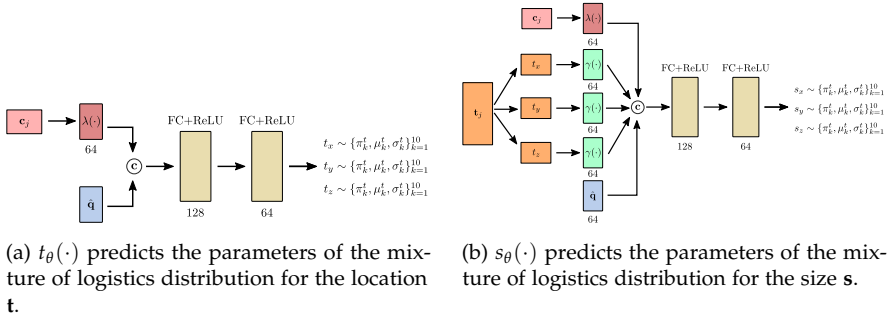 c_j
λ(·)
64
FC+ReLU
FC+ReLU
c
q̂
128
64
t_x ∼ {π_k^t, μ_k^t, σ_k^t}_{k=1}^{10}
t_y ∼ {π_k^t, μ_k^t, σ_k^t}_{k=1}^{10}
t_z ∼ {π_k^t, μ_k^t, σ_k^t}_{k=1}^{10}
(a) t_θ(·) predicts the parameters of the mix-
ture of logistics distribution for the location
t.
c_j
λ(·)
64
t_j
t_x
γ(·)
64
t_y
γ(·)
64
t_z
γ(·)
64
q̂
64
c
FC+ReLU
FC+ReLU
128
64
s_x ∼ {π_k^t, μ_k^t, σ_k^t}_{k=1}^{10}
s_y ∼ {π_k^t, μ_k^t, σ_k^t}_{k=1}^{10}
s_z ∼ {π_k^t, μ_k^t, σ_k^t}_{k=1}^{10}
(b) s_θ(·) predicts the parameters of the mix-
ture of logistics distribution for the size s.